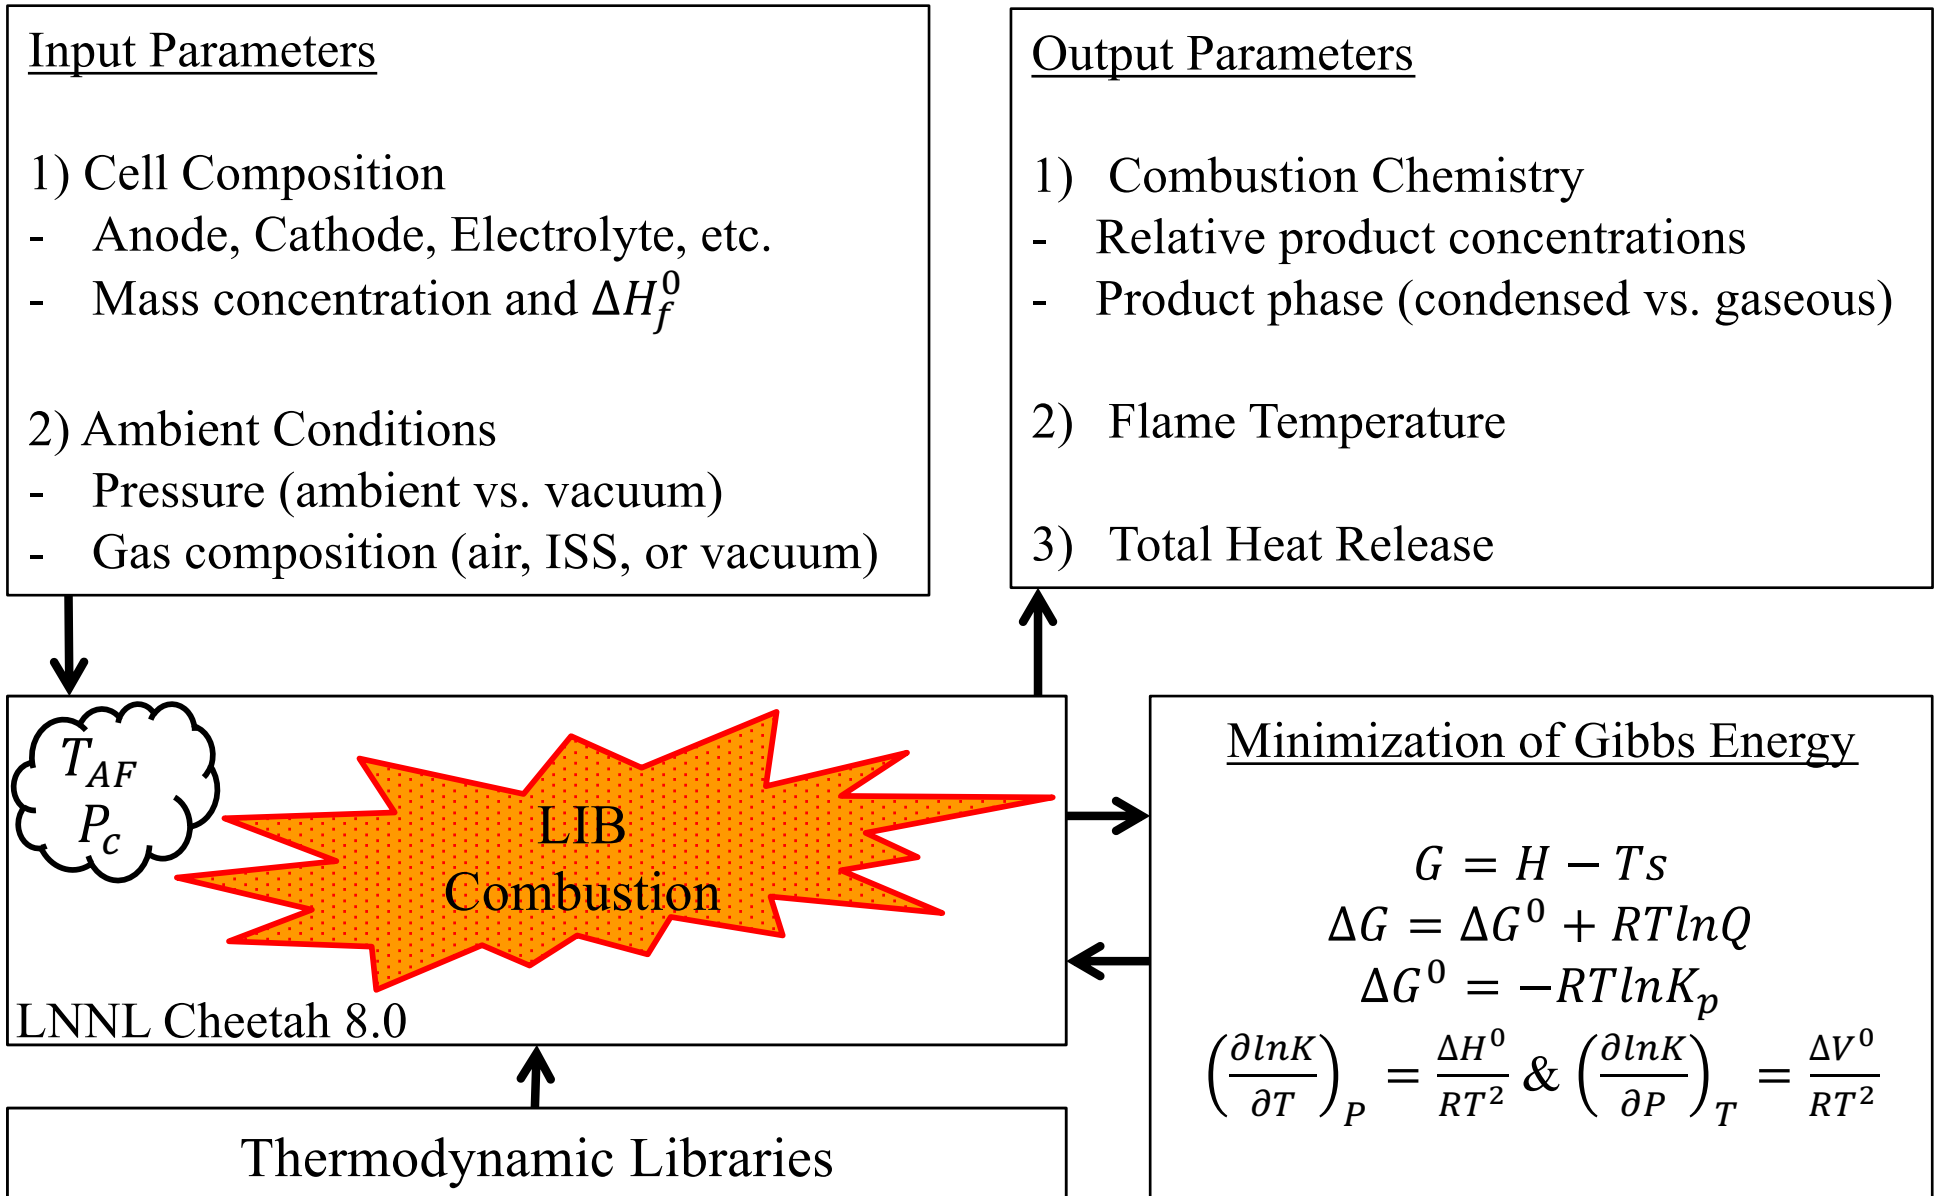 Input Parameters
1) Cell Composition
- Anode, Cathode, Electrolyte, etc.
- Mass concentration and ΔH_f^0
2) Ambient Conditions
- Pressure (ambient vs. vacuum)
- Gas composition (air, ISS, or vacuum)
Output Parameters
1) Combustion Chemistry
- Relative product concentrations
- Product phase (condensed vs. gaseous)
2) Flame Temperature
3) Total Heat Release
T_AF
P_c
LIB
Combustion
LNNL Cheetah 8.0
Minimization of Gibbs Energy
G = H − Ts
ΔG = ΔG^0 + RTlnQ
ΔG^0 = −RTlnK_p
(∂lnK/∂T)_P = ΔH^0/RT^2 & (∂lnK/∂P)_T = ΔV^0/RT^2
Thermodynamic Libraries